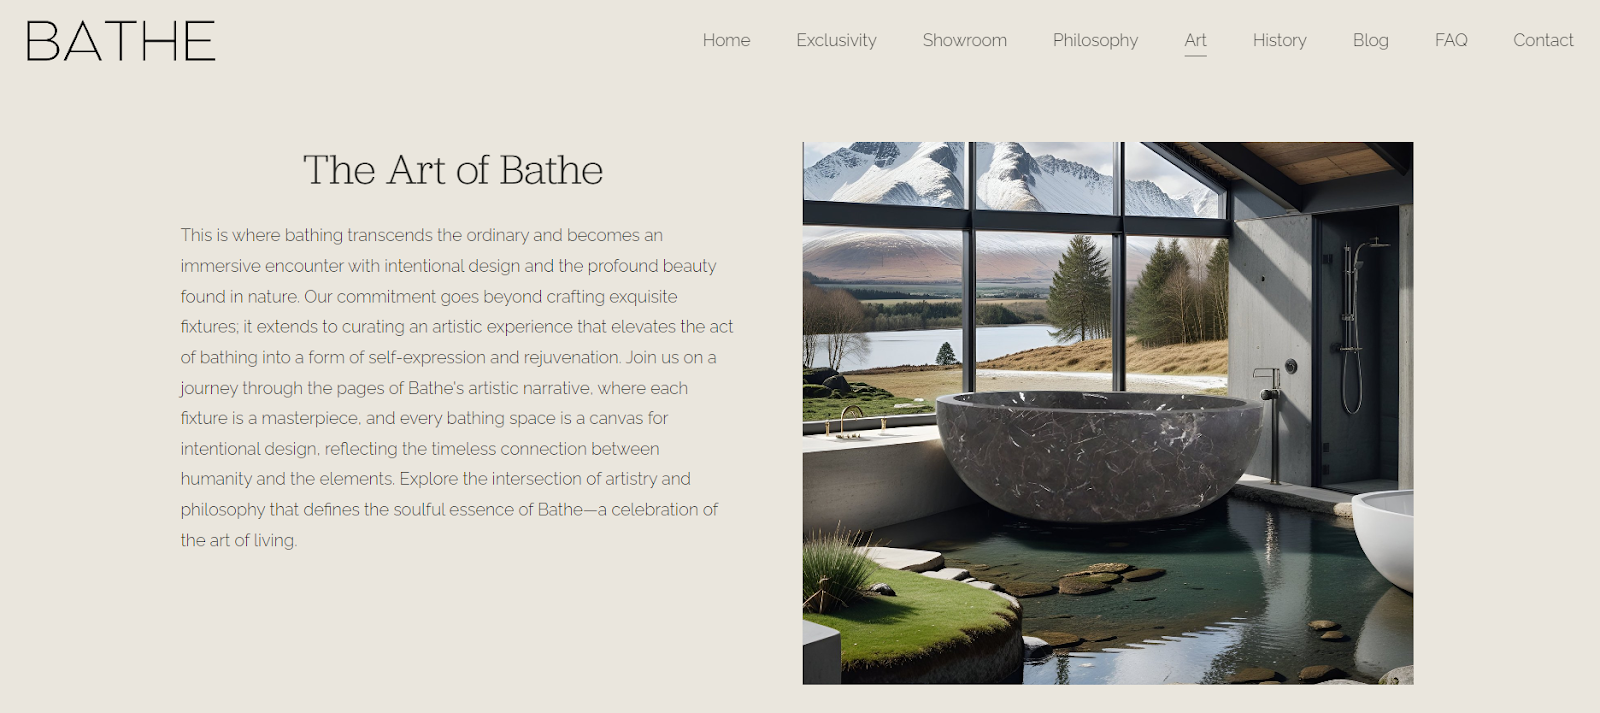 BATHE
Home Exclusivity Showroom Philosophy Art History Blog FAQ Contact
The Art of Bathe
This is where bathing transcends the ordinary and becomes an
immersive encounter with intentional design and the profound beauty
found in nature. Our commitment goes beyond crafting exquisite
fixtures; it extends to curating an artistic experience that elevates the act
of bathing into a form of self-expression and rejuvenation. Join us on a
journey through the pages of Bathe's artistic narrative, where each
fixture is a masterpiece, and every bathing space is a canvas for
intentional design, reflecting the timeless connection between
humanity and the elements. Explore the intersection of artistry and
philosophy that defines the soulful essence of Bathe—a celebration of
the art of living.